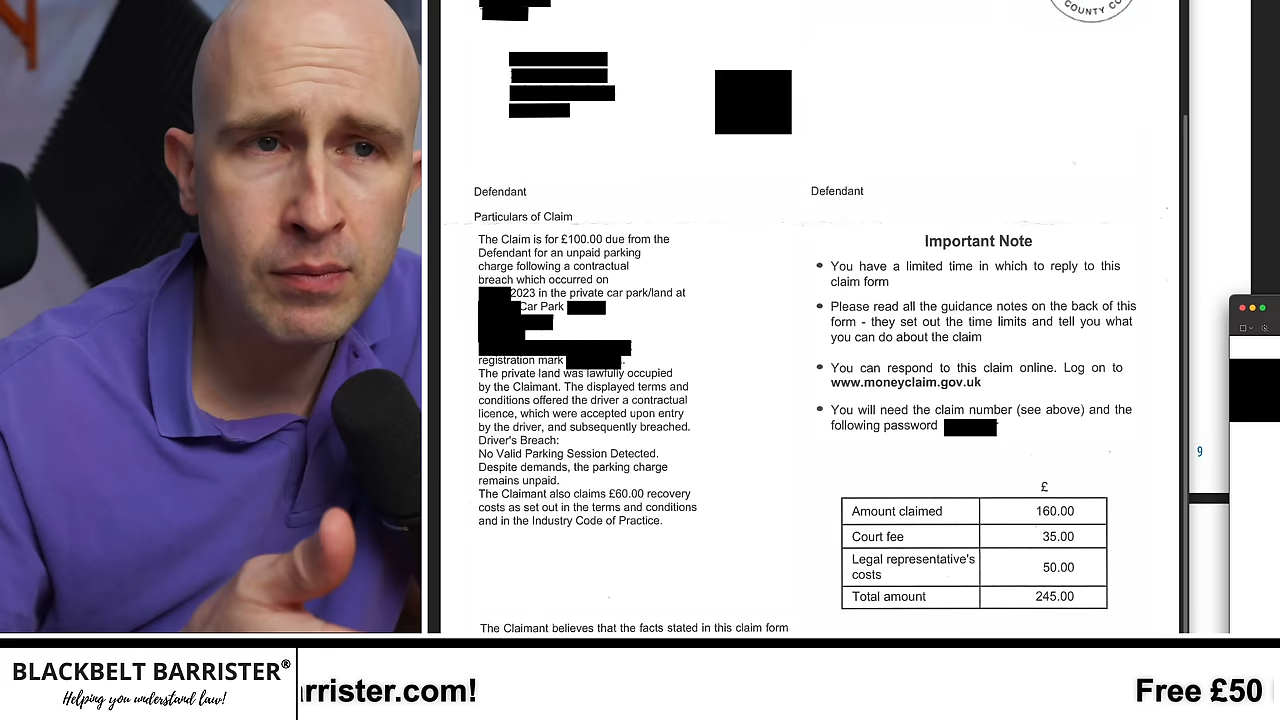 COUNTY CO
Defendant
Defendant
Particulars of Claim
The Claim is for £100.00 due from the
Defendant for an unpaid parking
charge following a contractual
breach which occurred on
2023 in the private car park/land at
Car Park
registration mark
The private land was lawfully occupied
by the Claimant. The displayed terms and
conditions offered the driver a contractual
licence, which were accepted upon entry
by the driver, and subsequently breached.
Driver's Breach:
No Valid Parking Session Detected.
Despite demands, the parking charge
remains unpaid.
The Claimant also claims £60.00 recovery
costs as set out in the terms and conditions
and in the Industry Code of Practice.
The Claimant believes that the facts stated in this claim form
Important Note
• You have a limited time in which to reply to this
claim form
• Please read all the guidance notes on the back of this
form - they set out the time limits and tell you what
you can do about the claim
• You can respond to this claim online. Log on to
www.moneyclaim.gov.uk
• You will need the claim number (see above) and the
following password
£
Amount claimed 160.00
Court fee 35.00
Legal representative's
costs 50.00
Total amount 245.00
9
BLACKBELT BARRISTER®
Helping you understand law!
rrister.com!
Free £50